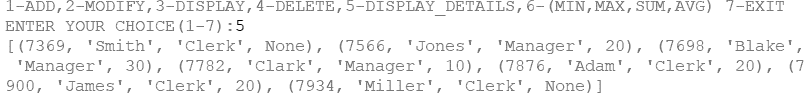 1-ADD,2-MODIFY,3-DISPLAY,4-DELETE,5-DISPLAY_DETAILS,6-(MIN,MAX,SUM,AVG) 7-EXIT
ENTER YOUR CHOICE(1-7):5
[(7369, 'Smith', 'Clerk', None), (7566, 'Jones', 'Manager', 20), (7698, 'Blake',
 'Manager', 30), (7782, 'Clark', 'Manager', 10), (7876, 'Adam', 'Clerk', 20), (7
900, 'James', 'Clerk', 20), (7934, 'Miller', 'Clerk', None)]